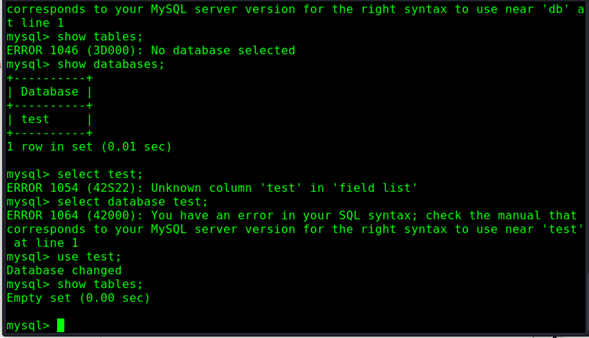 corresponds to your MySQL server version for the right syntax to use near 'db' a
t line 1
mysql> show tables;
ERROR 1046 (3D000): No database selected
mysql> show databases;
+----------+
| Database |
+----------+
| test     |
+----------+
1 row in set (0.01 sec)

mysql> select test;
ERROR 1054 (42S22): Unknown column 'test' in 'field list'
mysql> select database test;
ERROR 1064 (42000): You have an error in your SQL syntax; check the manual that
corresponds to your MySQL server version for the right syntax to use near 'test'
 at line 1
mysql> use test;
Database changed
mysql> show tables;
Empty set (0.00 sec)

mysql>